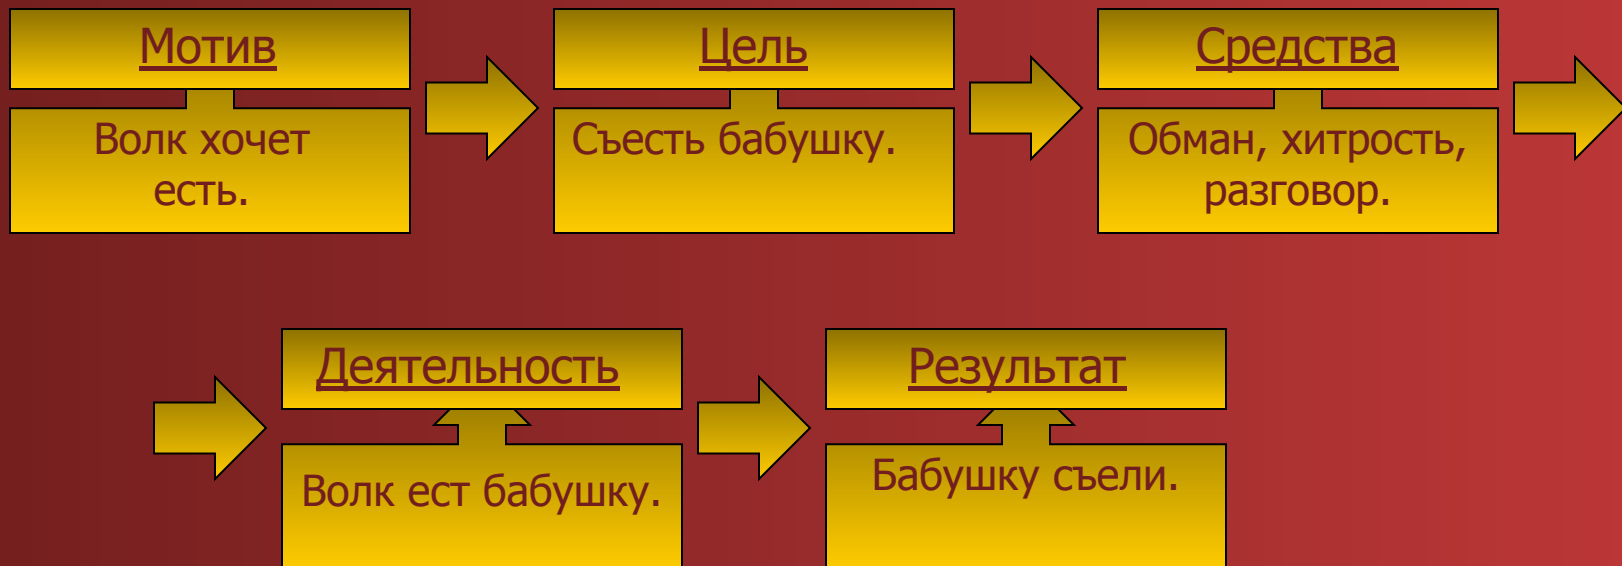 Мотив
Волк хочет
есть.
Цель
Съесть бабушку.
Средства
Обман, хитрость,
разговор.
Деятельность
Волк ест бабушку.
Результат
Бабушку съели.